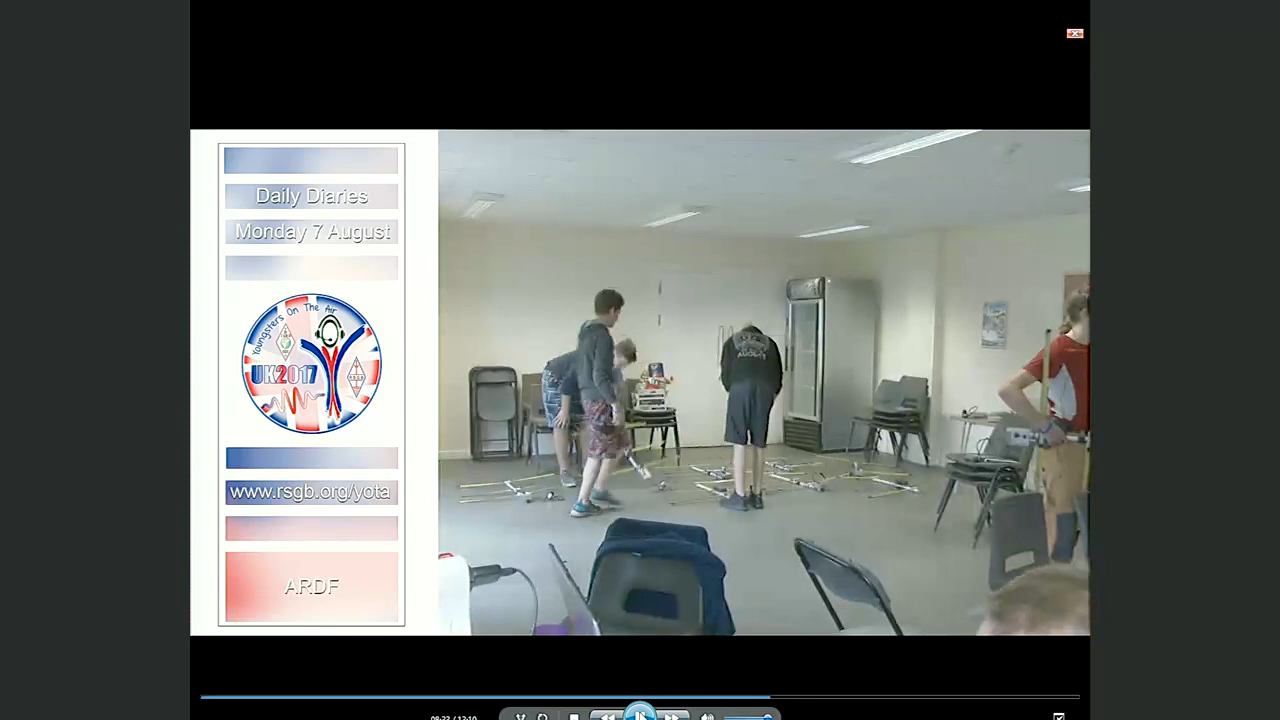 Daily Diaries
Monday 7 August
Youngsters On The Air
UK2017
www.rsgb.org/yota
ARDF